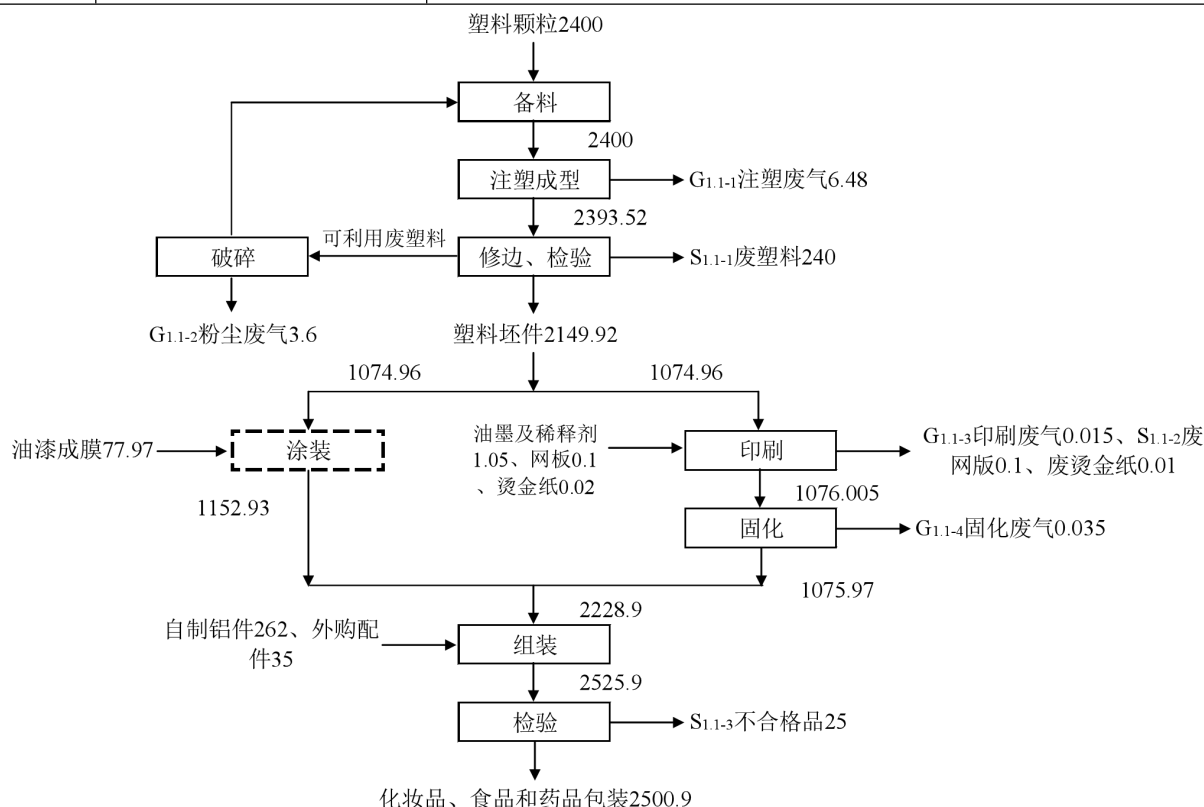 塑料颗粒2400
备料
2400
注塑成型
G1.1-1注塑废气6.48
2393.52
破碎
可利用废塑料
修边、检验
S1.1-1废塑料240
G1.1-2粉尘废气3.6
塑料坯件2149.92
1074.96
1074.96
油漆成膜77.97
涂装
油墨及稀释剂
1.05、网板0.1
、烫金纸0.02
印刷
G1.1-3印刷废气0.015、S1.1-2废
网版0.1、废烫金纸0.01
1152.93
1076.005
固化
G1.1-4固化废气0.035
1075.97
2228.9
自制铝件262、外购配
件35
组装
2525.9
检验
S1.1-3不合格品25
化妆品、食品和药品包装2500.9